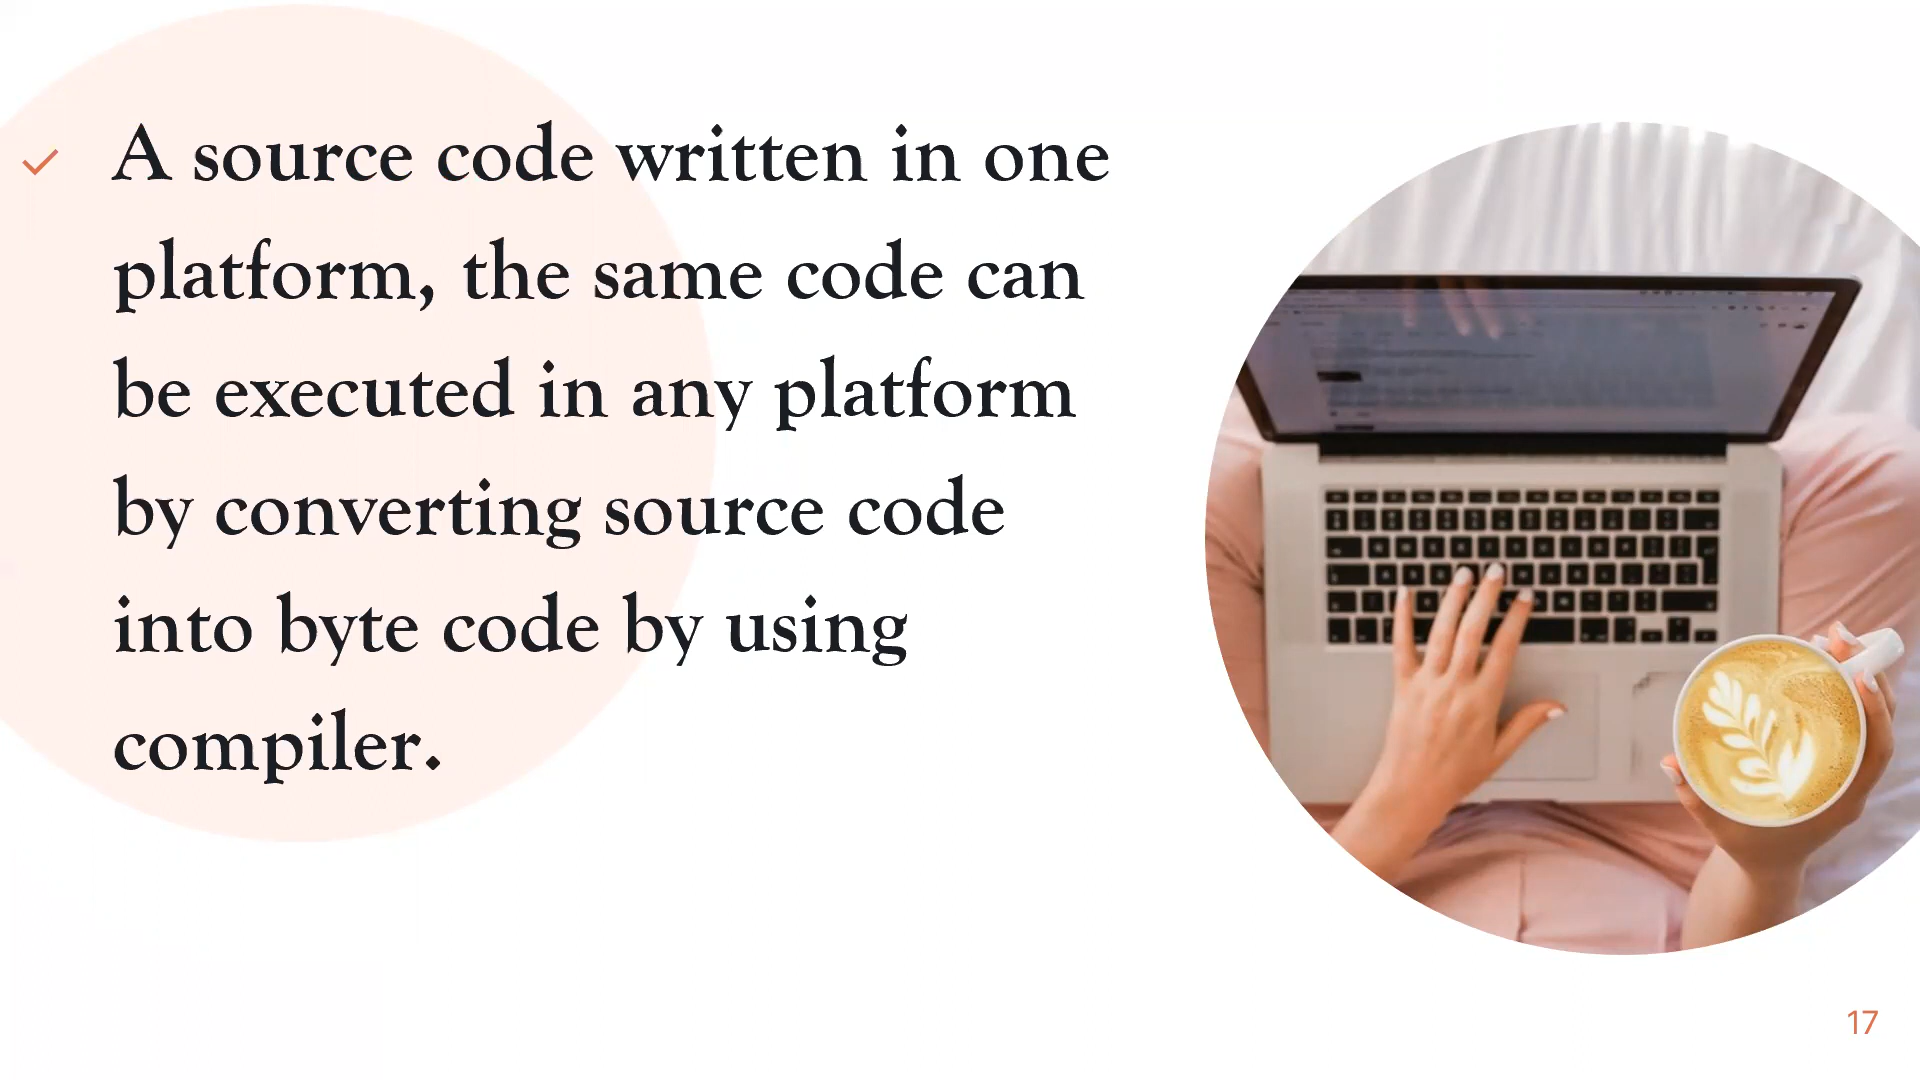 A source code written in one
platform, the same code can
be executed in any platform
by converting source code
into byte code by using
compiler.
17